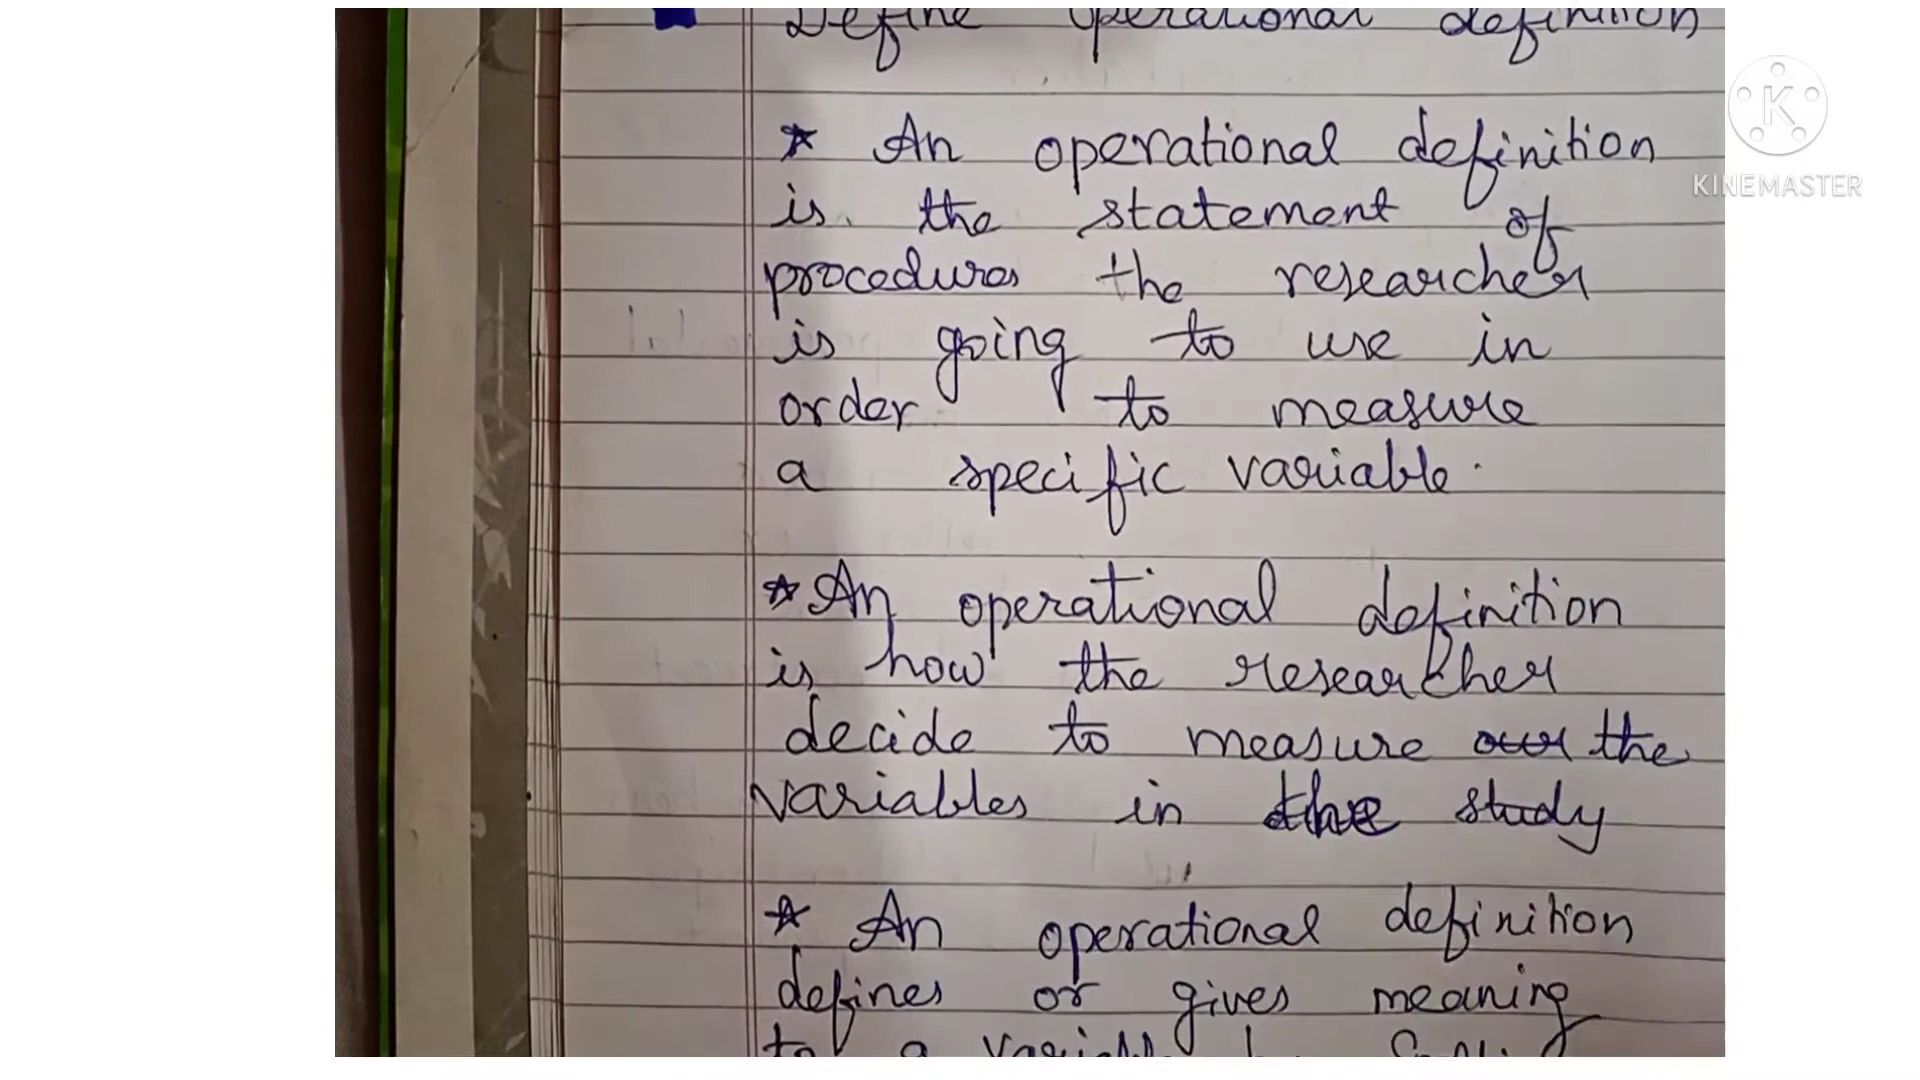 Define operational definition
* An operational definition
is the statement of
procedures the researcher
is going to use in
order to measure
a specific variable.
* An operational definition
is how the researcher
decide to measure the
variables in the study
* An operational definition
defines or gives meaning
to a variable
K
KINEMASTER